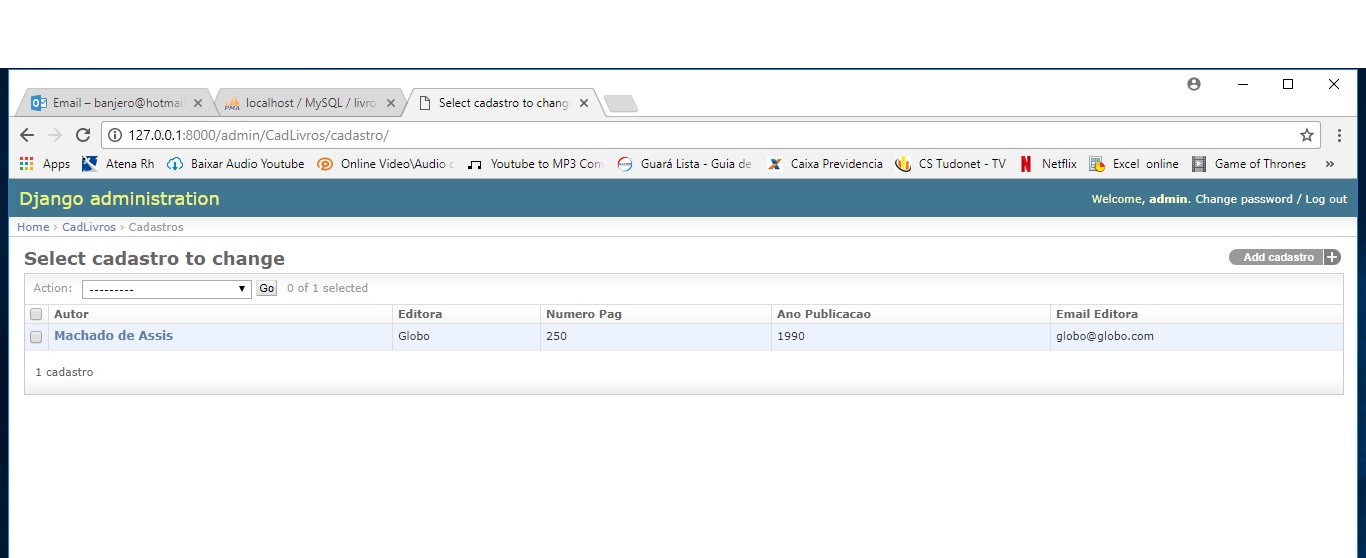 Email – banjero@hotmai
localhost / MySQL / livro
Select cadastro to chang
127.0.0.1:8000/admin/CadLivros/cadastro/
Apps Atena Rh Baixar Audio Youtube Online Video\Audio c Youtube to MP3 Con Guará Lista - Guia de Caixa Previdencia CS Tudonet - TV Netflix Excel online Game of Thrones »
Django administration
Welcome, admin. Change password / Log out
Home › CadLivros › Cadastros
Select cadastro to change
Add cadastro +
Action: --------- Go 0 of 1 selected
Autor Editora Numero Pag Ano Publicacao Email Editora
Machado de Assis Globo 250 1990 globo@globo.com
1 cadastro